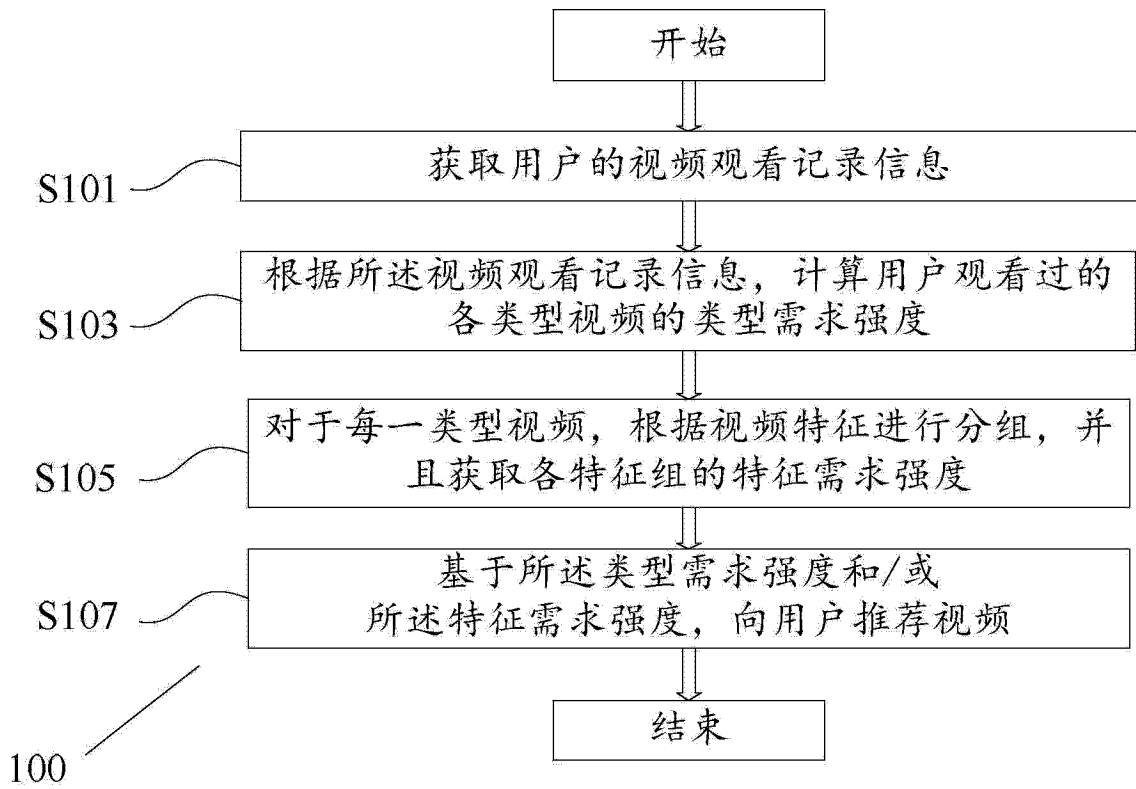 开始
S101
获取用户的视频观看记录信息
S103
根据所述视频观看记录信息，计算用户观看过的
各类型视频的类型需求强度
S105
对于每一类型视频，根据视频特征进行分组，并
且获取各特征组的特征需求强度
S107
基于所述类型需求强度和/或
所述特征需求强度，向用户推荐视频
结束
100